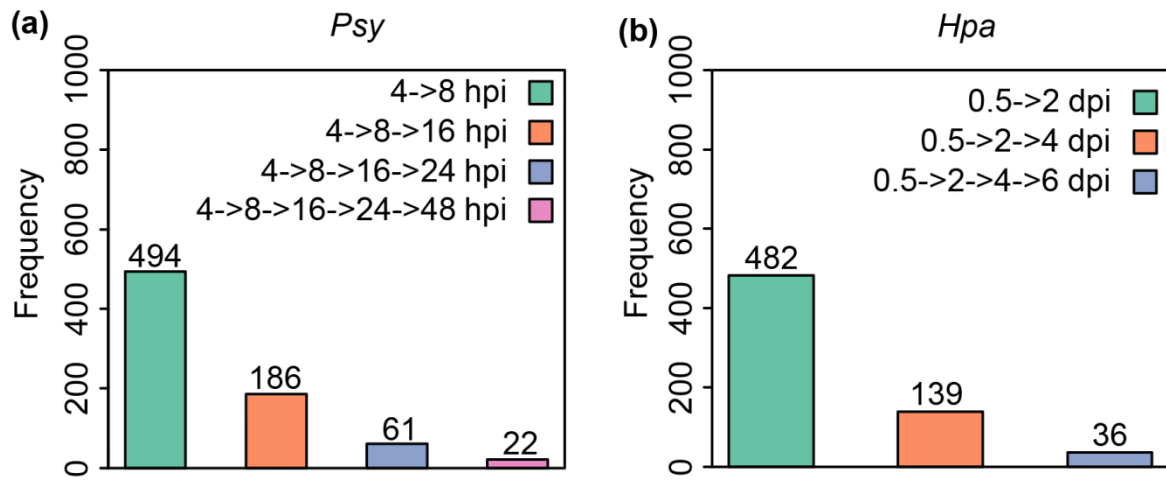 (a)
Psy
Frequency
0
200
400
600
800
1000
4->8 hpi
4->8->16 hpi
4->8->16->24 hpi
4->8->16->24->48 hpi
494
186
61
22
(b)
Hpa
Frequency
0
200
400
600
800
1000
0.5->2 dpi
0.5->2->4 dpi
0.5->2->4->6 dpi
482
139
36